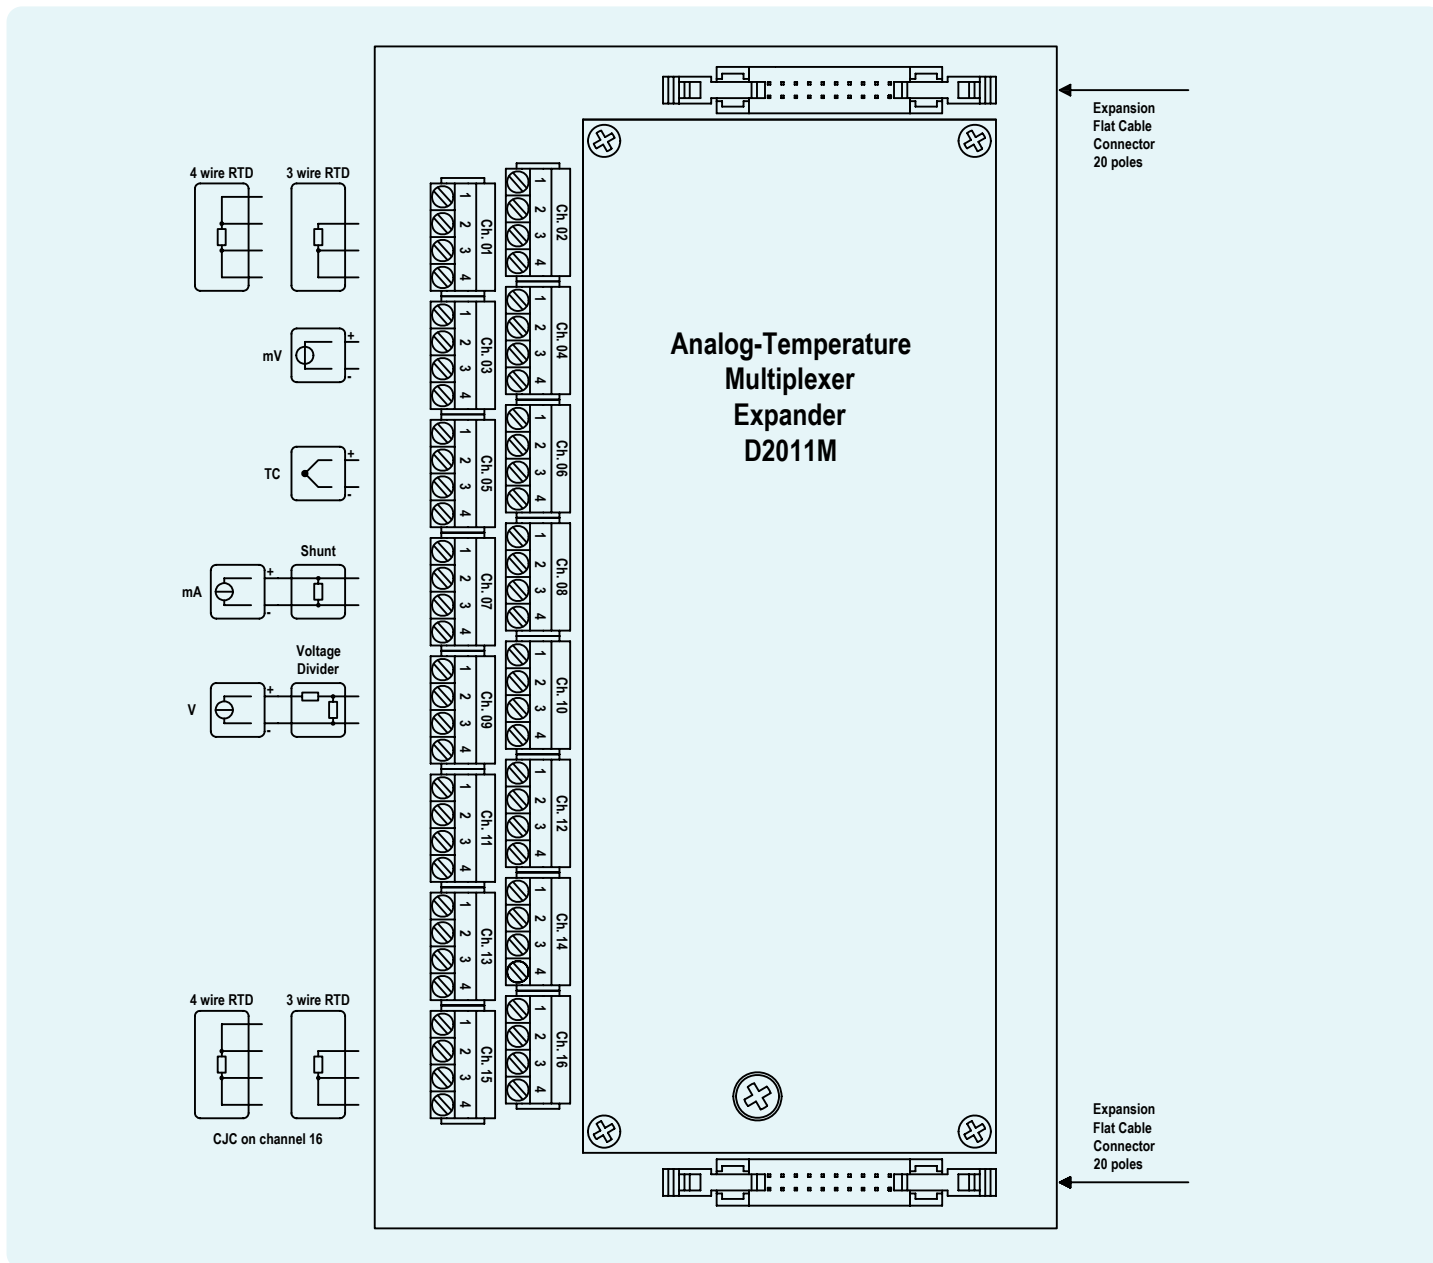 Expansion
Flat Cable
Connector
20 poles
4 wire RTD
3 wire RTD
mV
+
-
TC
+
-
Shunt
mA
+
-
Voltage
Divider
V
+
-
4 wire RTD
3 wire RTD
CJC on channel 16
1
2
3
4
Ch. 01
1
2
3
4
Ch. 02
1
2
3
4
Ch. 03
1
2
3
4
Ch. 04
1
2
3
4
Ch. 05
1
2
3
4
Ch. 06
1
2
3
4
Ch. 07
1
2
3
4
Ch. 08
1
2
3
4
Ch. 09
1
2
3
4
Ch. 10
1
2
3
4
Ch. 11
1
2
3
4
Ch. 12
1
2
3
4
Ch. 13
1
2
3
4
Ch. 14
1
2
3
4
Ch. 15
1
2
3
4
Ch. 16
Analog-Temperature
Multiplexer
Expander
D2011M
Expansion
Flat Cable
Connector
20 poles